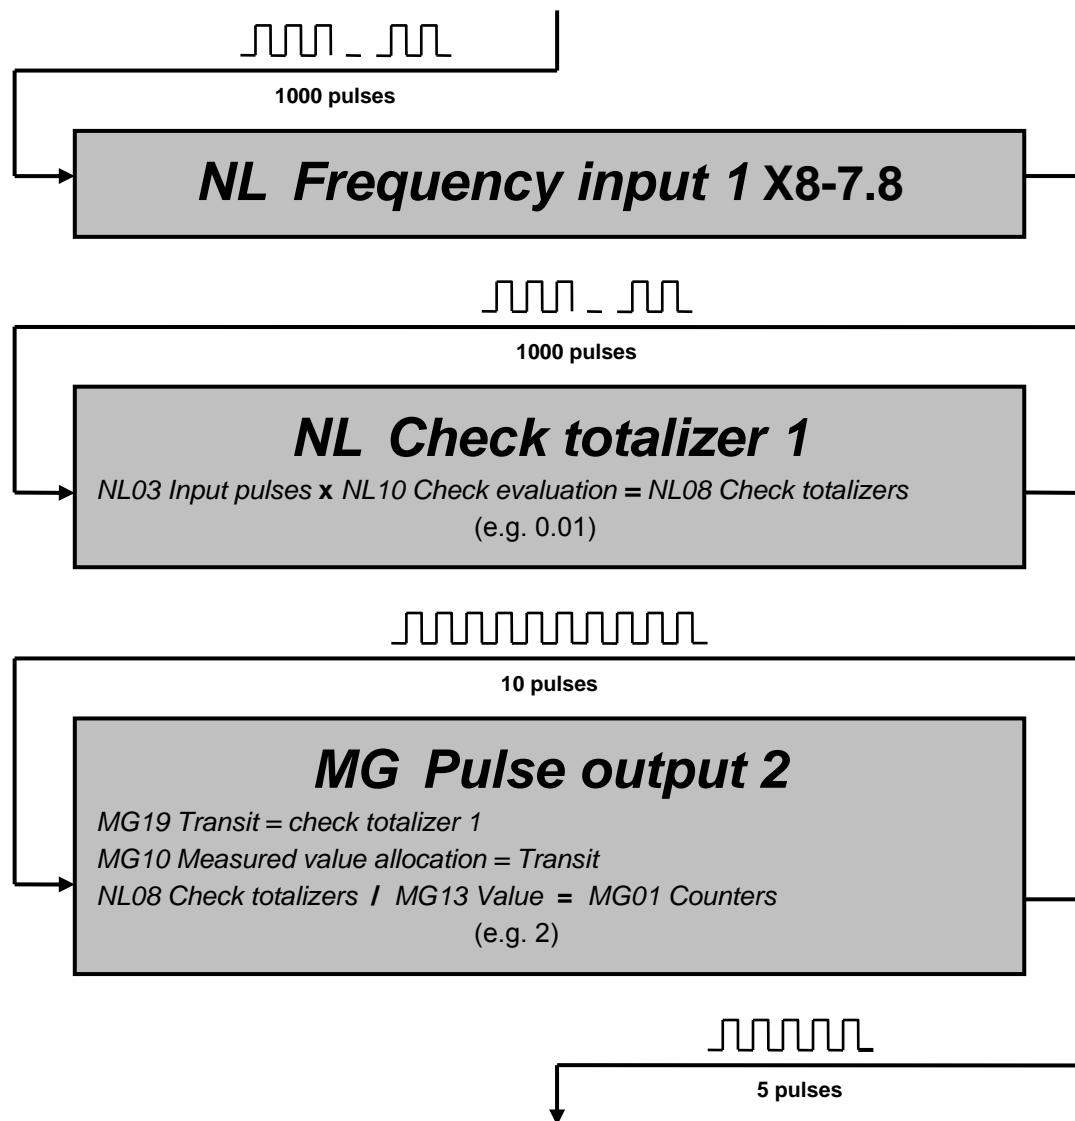 1000 pulses
NL Frequency input 1 X8-7.8
1000 pulses
NL Check totalizer 1
NL03 Input pulses x NL10 Check evaluation = NL08 Check totalizers
(e.g. 0.01)
10 pulses
MG Pulse output 2
MG19 Transit = check totalizer 1
MG10 Measured value allocation = Transit
NL08 Check totalizers / MG13 Value = MG01 Counters
(e.g. 2)
5 pulses